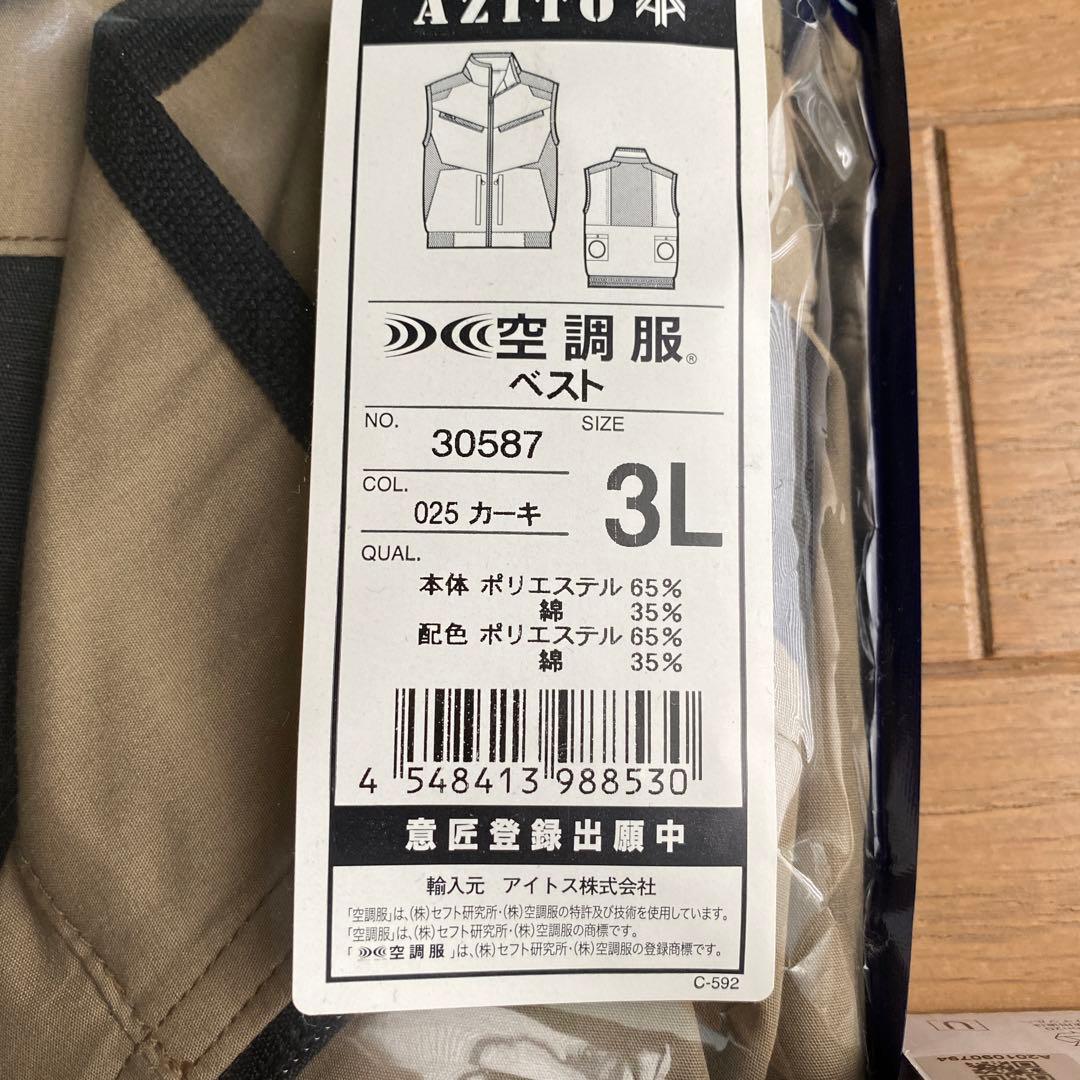 AZITO
空調服®
ベスト
NO. 30587
SIZE 3L
COL. 025 カーキ
QUAL.
本体 ポリエステル 65%
綿 35%
配色 ポリエステル 65%
綿 35%
4 548413 988530
意匠登録出願中
輸入元 アイトス株式会社
「空調服」は、(株)セフト研究所・(株)空調服の特許及び技術を使用しています。
「空調服」は、(株)セフト研究所・(株)空調服の商標です。
「空調服」は、(株)セフト研究所・(株)空調服の登録商標です。
C-592
U
A201090794